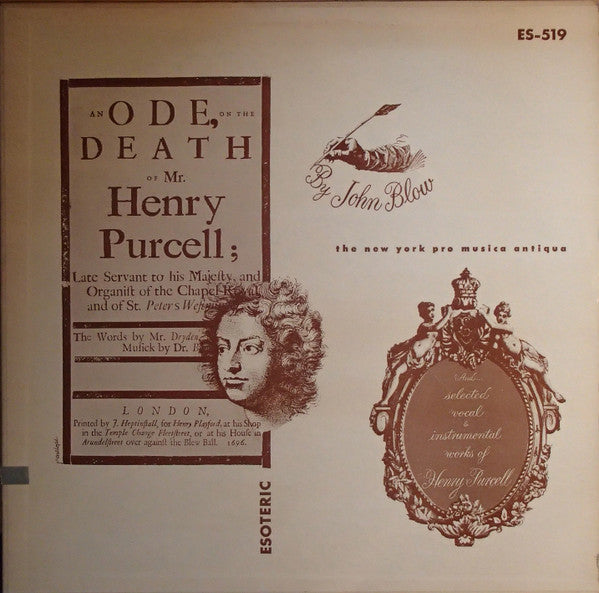 ES-519
AN ODE, ON THE
DEATH
OF Mr.
Henry
Purcell;
Late Servant to his Majeſty, and
Organiſt of the Chapel Royal,
and of St. Peters
The Words by Mr. Dryden,
Muſick by Dr.
LONDON,
Printed by J. Heptinſtall, for Henry Playford, at his Shop
in the Temple Change Fleetſtreet, or at his Houſe in
Arundelſtreet over against the Blew Ball. 1696.
ESOTERIC
By John Blow
the new york pro musica antiqua
And...
selected
vocal
&
instrumental
works of
Henry Purcell